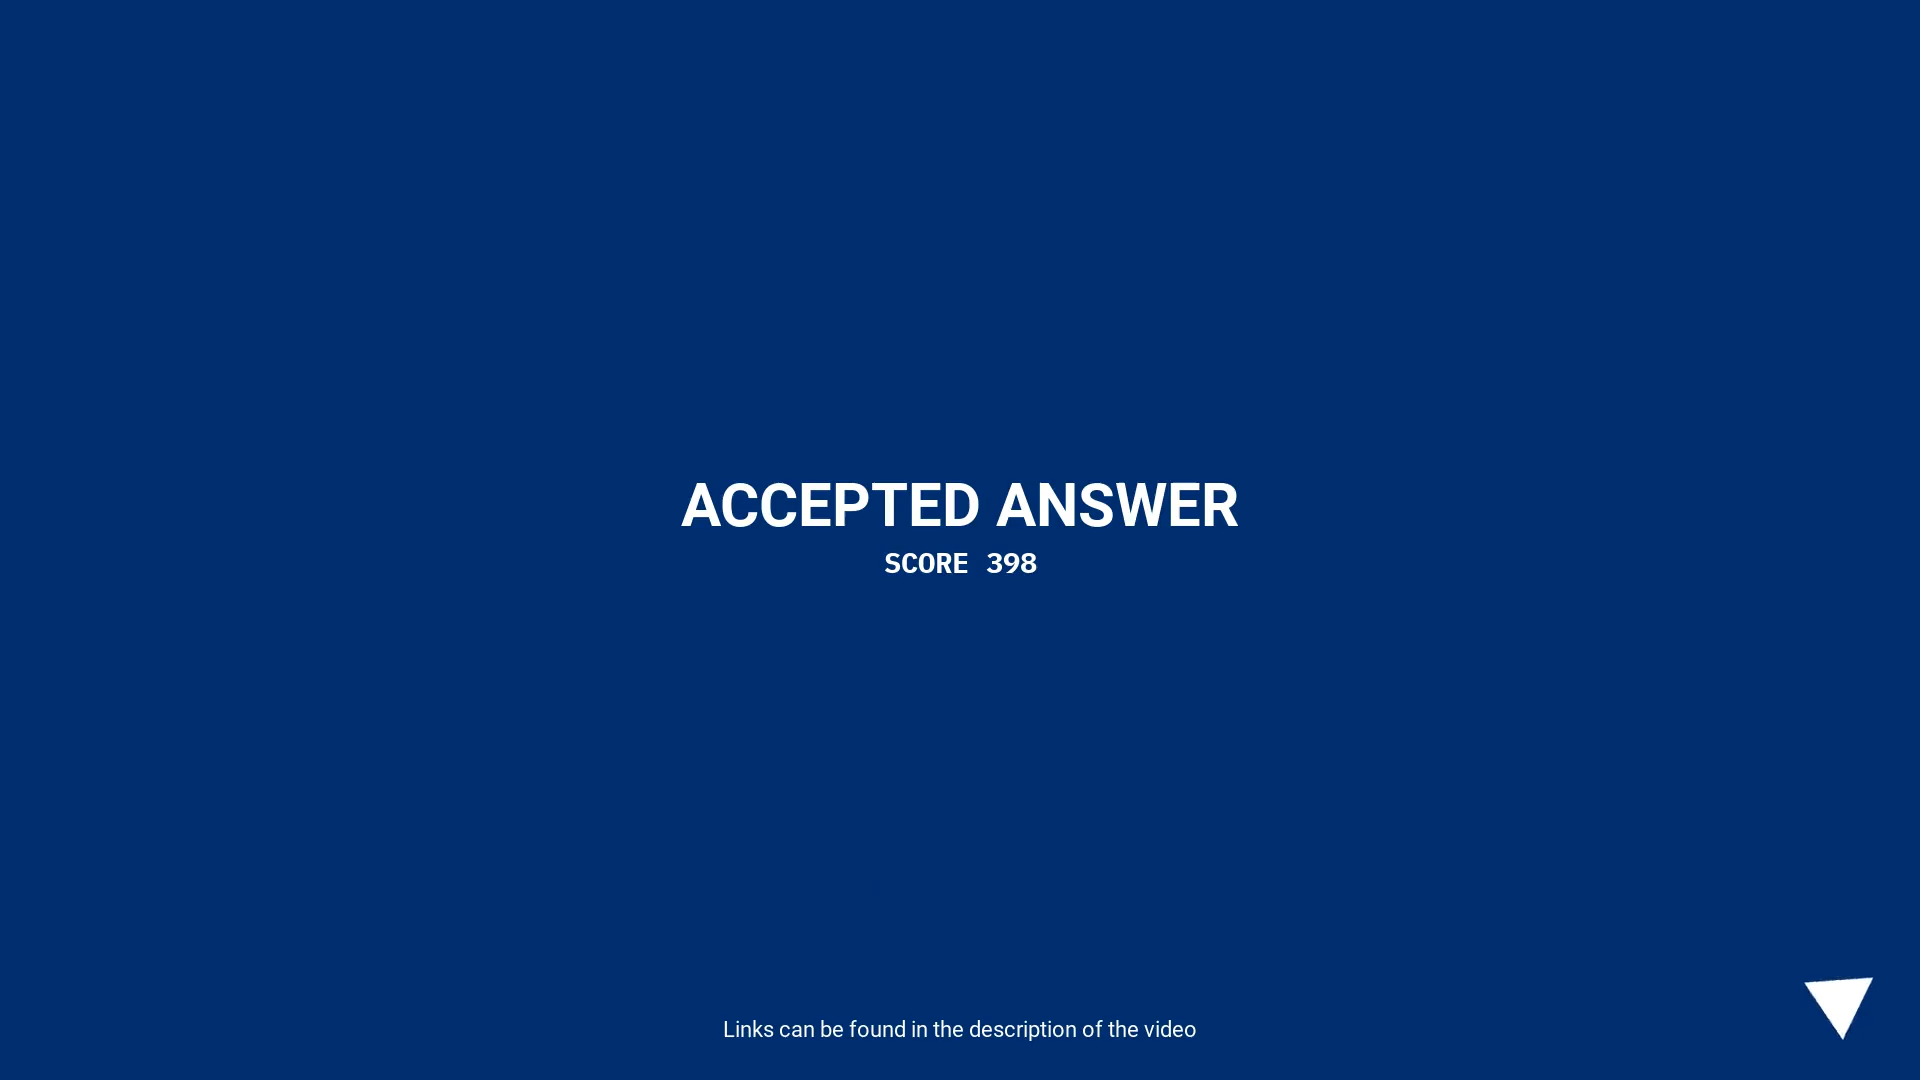 ACCEPTED ANSWER
SCORE 398
Links can be found in the description of the video